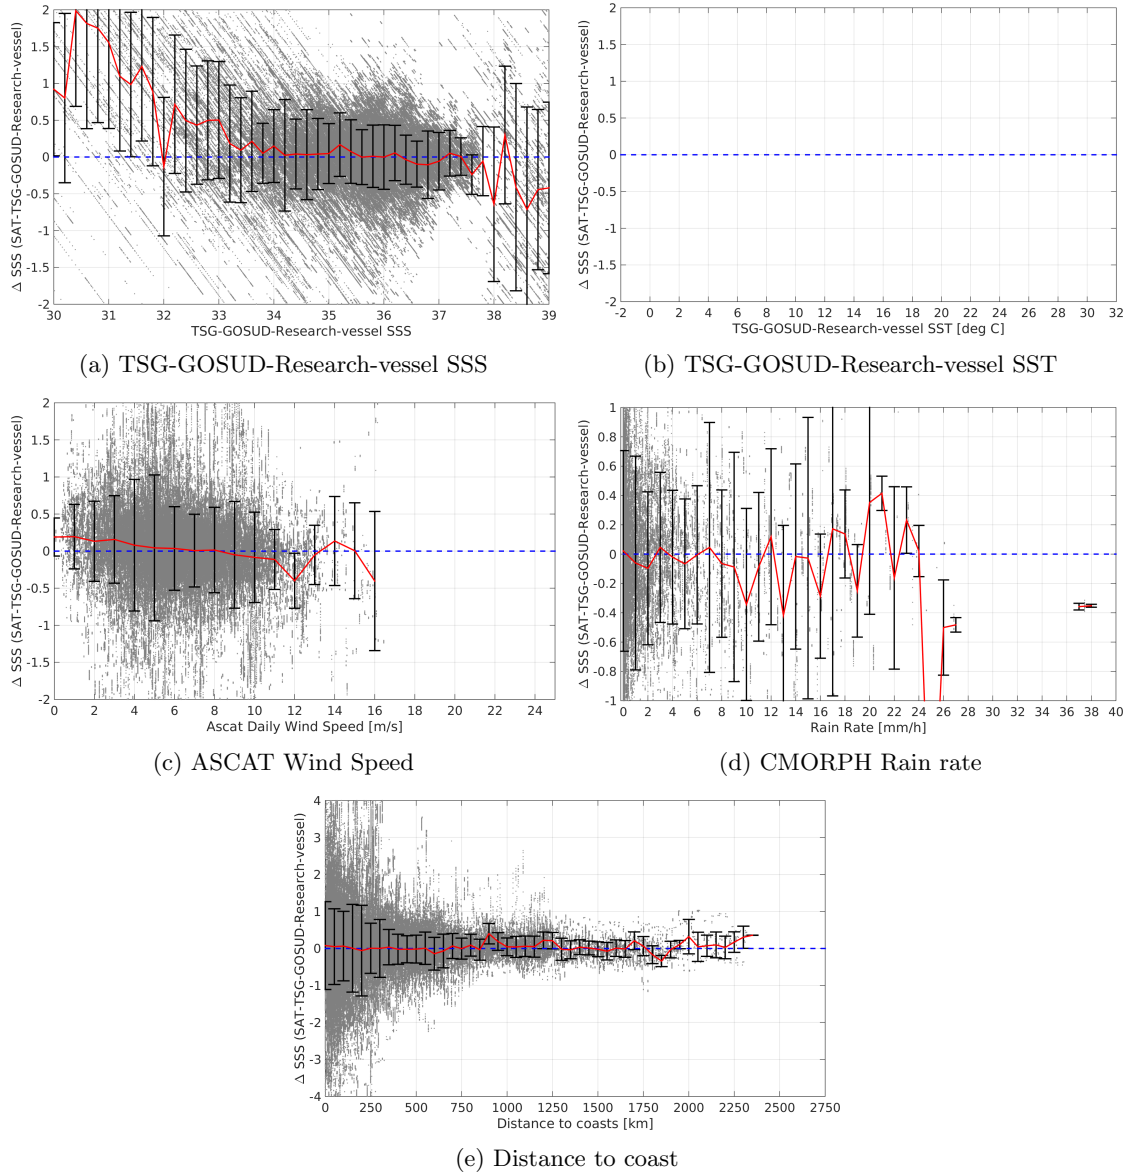 Δ SSS (SAT-TSG-GOSUD-Research-vessel)
2
1.5
1
0.5
0
-0.5
-1
-1.5
-2
30 31 32 33 34 35 36 37 38 39
TSG-GOSUD-Research-vessel SSS
(a) TSG-GOSUD-Research-vessel SSS
Δ SSS (SAT-TSG-GOSUD-Research-vessel)
2
1.5
1
0.5
0
-0.5
-1
-1.5
-2
-2 0 2 4 6 8 10 12 14 16 18 20 22 24 26 28 30 32
TSG-GOSUD-Research-vessel SST [deg C]
(b) TSG-GOSUD-Research-vessel SST
Δ SSS (SAT-TSG-GOSUD-Research-vessel)
2
1.5
1
0.5
0
-0.5
-1
-1.5
-2
0 2 4 6 8 10 12 14 16 18 20 22 24
Ascat Daily Wind Speed [m/s]
(c) ASCAT Wind Speed
Δ SSS (SAT-TSG-GOSUD-Research-vessel)
1
0.8
0.6
0.4
0.2
0
-0.2
-0.4
-0.6
-0.8
-1
0 2 4 6 8 10 12 14 16 18 20 22 24 26 28 30 32 34 36 38 40
Rain Rate [mm/h]
(d) CMORPH Rain rate
Δ SSS (SAT-TSG-GOSUD-Research-vessel)
4
3
2
1
0
-1
-2
-3
-4
0 250 500 750 1000 1250 1500 1750 2000 2250 2500 2750
Distance to coasts [km]
(e) Distance to coast